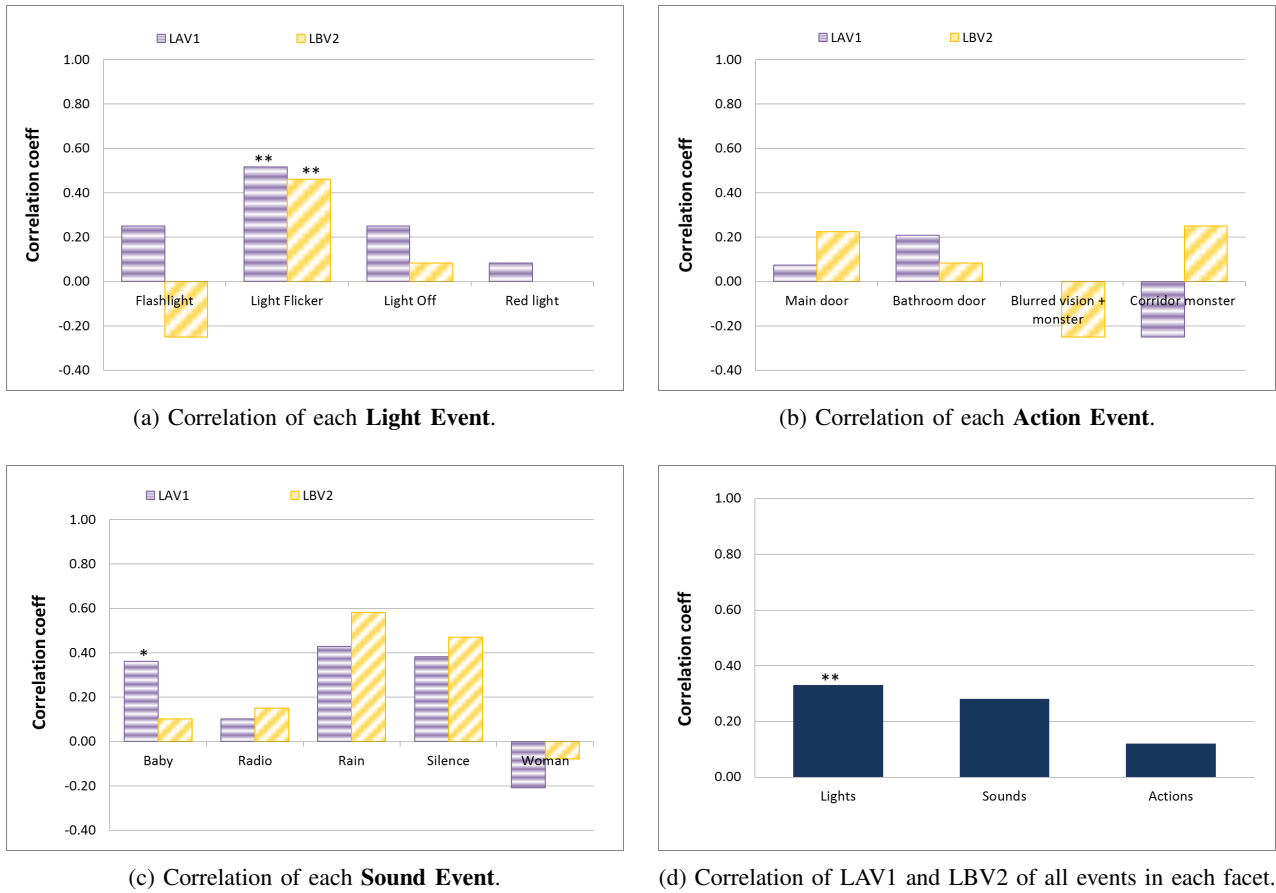 LAV1 LBV2
1.00
0.80
0.60
0.40
0.20
0.00
-0.20
-0.40
Correlation coeff
** **
Flashlight Light Flicker Light Off Red light
(a) Correlation of each Light Event.
LAV1 LBV2
1.00
0.80
0.60
0.40
0.20
0.00
-0.20
-0.40
Correlation coeff
Main door Bathroom door Blurred vision + Corridor monster
monster
(b) Correlation of each Action Event.
LAV1 LBV2
1.00
0.80
0.60
0.40
0.20
0.00
-0.20
-0.40
Correlation coeff
*
Baby Radio Rain Silence Woman
(c) Correlation of each Sound Event.
1.00
0.80
0.60
0.40
0.20
0.00
Correlation coeff
**
Lights Sounds Actions
(d) Correlation of LAV1 and LBV2 of all events in each facet.